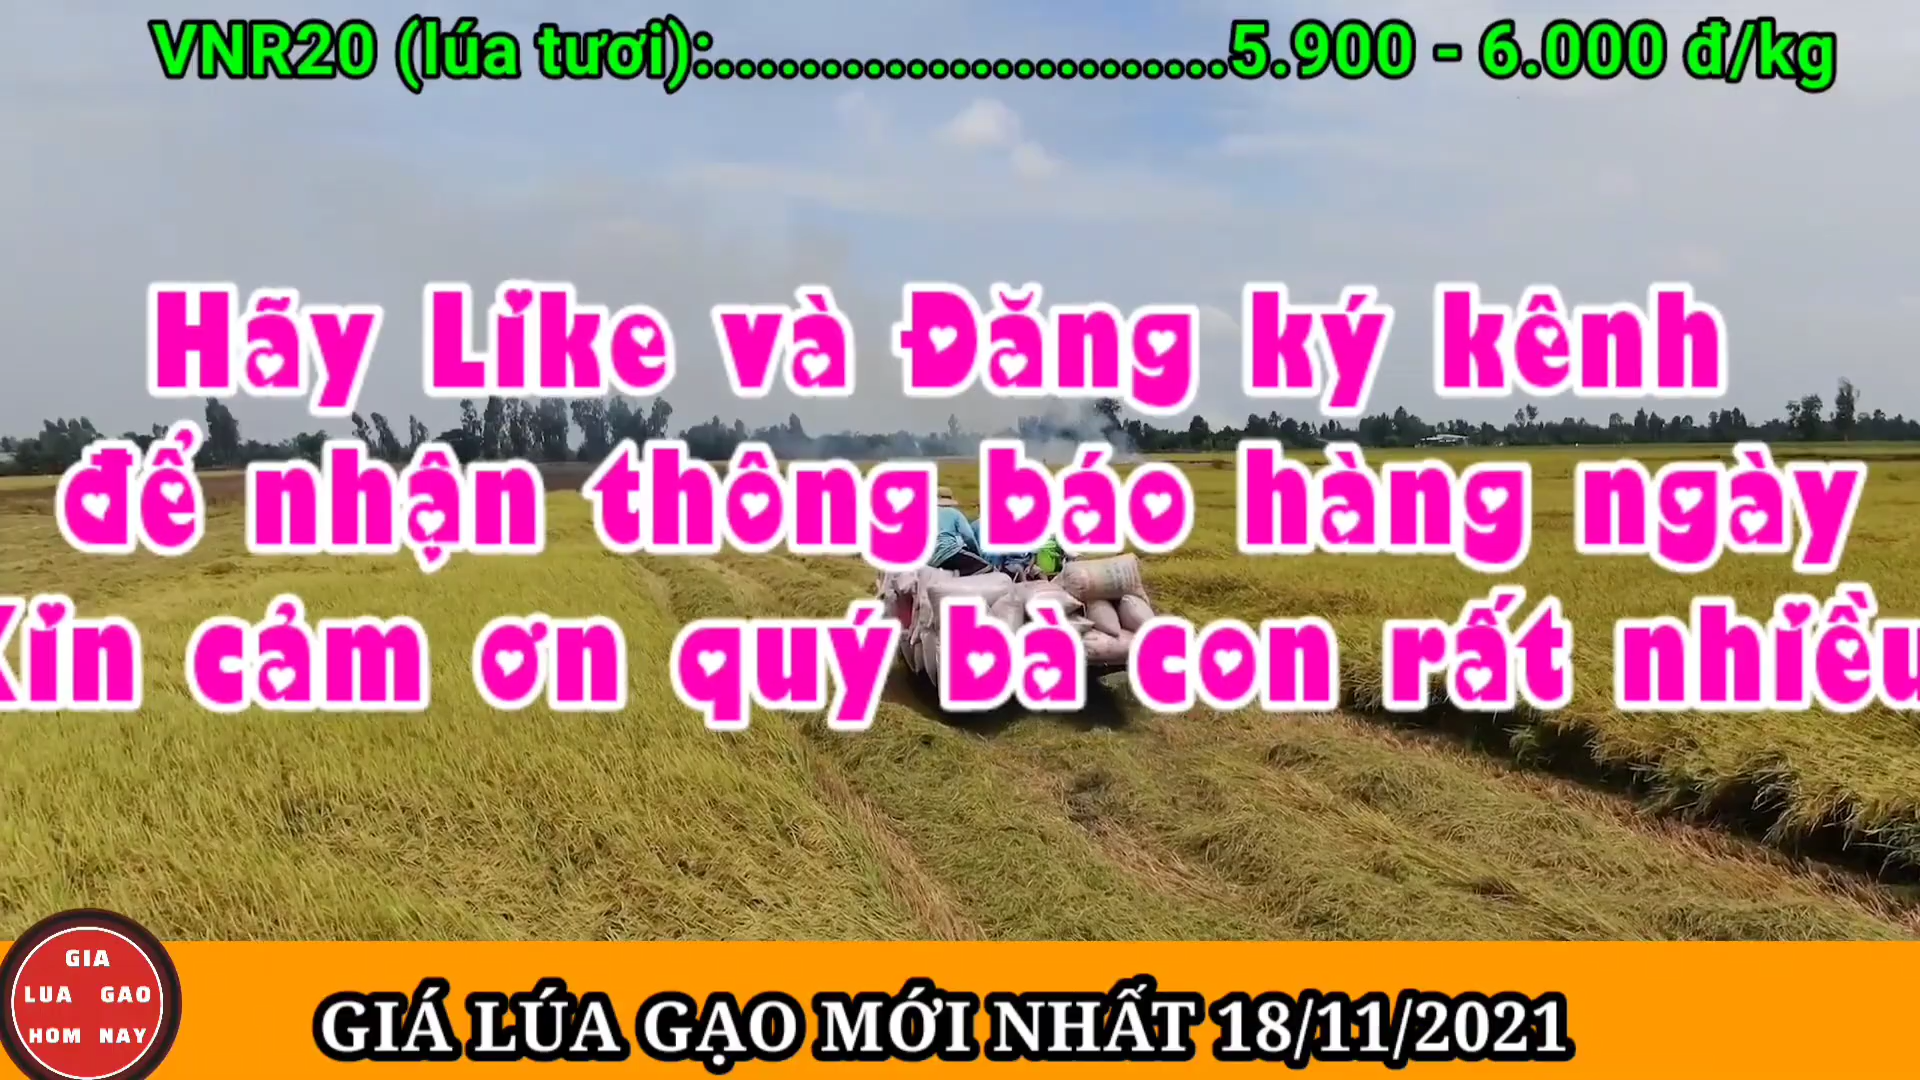 VNR20 (lúa tươi):........................5.900 - 6.000 đ/kg
Hãy Like và Đăng ký kênh
để nhận thông báo hàng ngày
Xin cảm ơn quý bà con rất nhiều
GIA
LUA GAO
HOM NAY
GIÁ LÚA GẠO MỚI NHẤT 18/11/2021